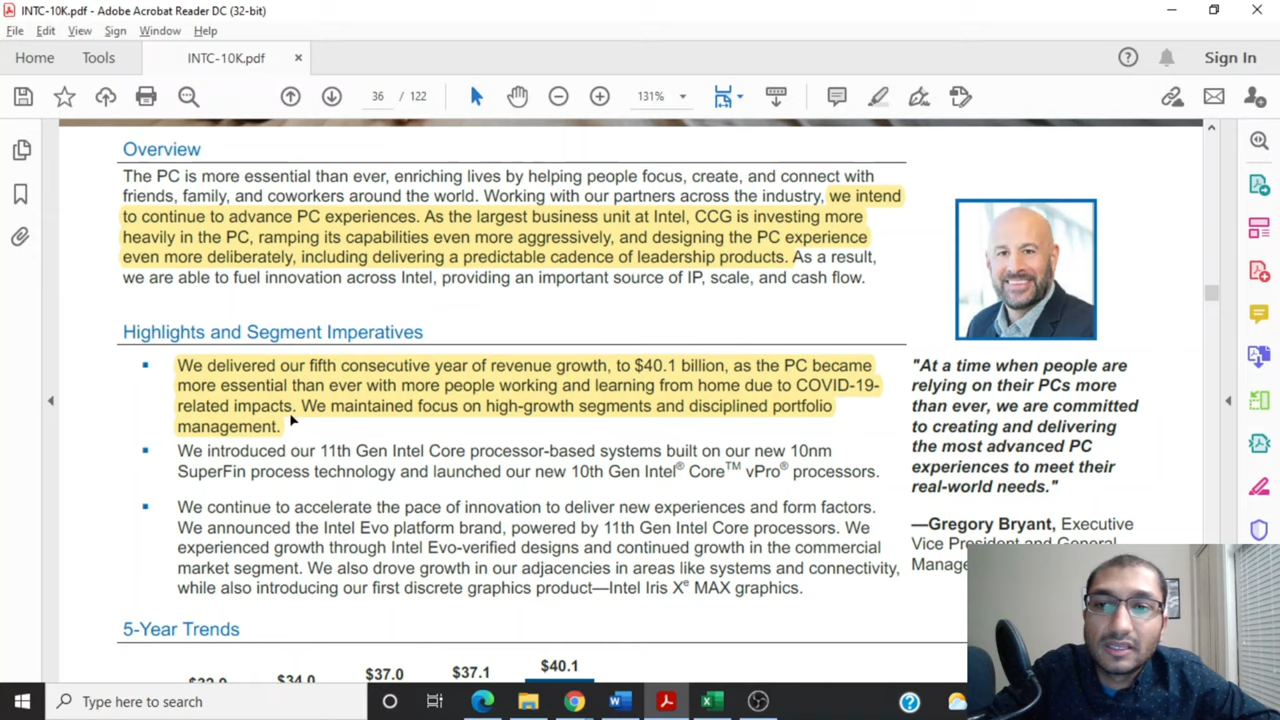 INTC-10K.pdf - Adobe Acrobat Reader DC (32-bit)
File Edit View Sign Window Help
Home Tools INTC-10K.pdf × Sign In
36 / 122 131%
Overview
The PC is more essential than ever, enriching lives by helping people focus, create, and connect with
friends, family, and coworkers around the world. Working with our partners across the industry, we intend
to continue to advance PC experiences. As the largest business unit at Intel, CCG is investing more
heavily in the PC, ramping its capabilities even more aggressively, and designing the PC experience
even more deliberately, including delivering a predictable cadence of leadership products. As a result,
we are able to fuel innovation across Intel, providing an important source of IP, scale, and cash flow.
Highlights and Segment Imperatives
▪ We delivered our fifth consecutive year of revenue growth, to $40.1 billion, as the PC became
more essential than ever with more people working and learning from home due to COVID-19-
related impacts. We maintained focus on high-growth segments and disciplined portfolio
management.
▪ We introduced our 11th Gen Intel Core processor-based systems built on our new 10nm
SuperFin process technology and launched our new 10th Gen Intel® Core™ vPro® processors.
▪ We continue to accelerate the pace of innovation to deliver new experiences and form factors.
We announced the Intel Evo platform brand, powered by 11th Gen Intel Core processors. We
experienced growth through Intel Evo-verified designs and continued growth in the commercial
market segment. We also drove growth in our adjacencies in areas like systems and connectivity,
while also introducing our first discrete graphics product—Intel Iris Xe MAX graphics.
"At a time when people are
relying on their PCs more
than ever, we are committed
to creating and delivering
the most advanced PC
experiences to meet their
real-world needs."
—Gregory Bryant, Executive
Vice President and General
5-Year Trends
$34.0 $37.0 $37.1 $40.1
Type here to search